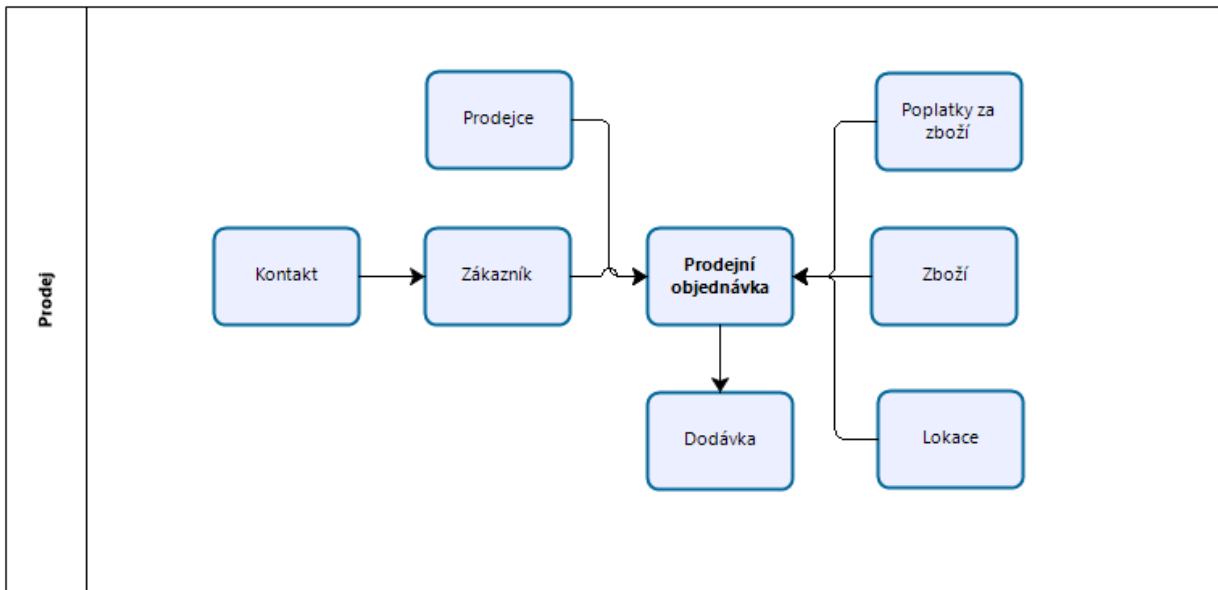 Prodej
Prodejce
Poplatky za
zboží
Kontakt
Zákazník
Prodejní
objednávka
Zboží
Dodávka
Lokace